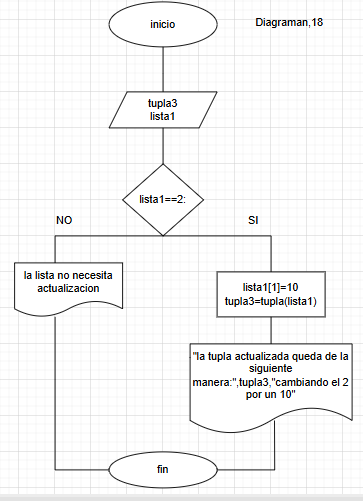 Diagraman,18
inicio
tupla3
lista1
lista1==2:
NO
SI
la lista no necesita
actualizacion
lista1[1]=10
tupla3=tupla(lista1)
"la tupla actualizada queda de la
siguiente
manera:",tupla3,"cambiando el 2
por un 10"
fin